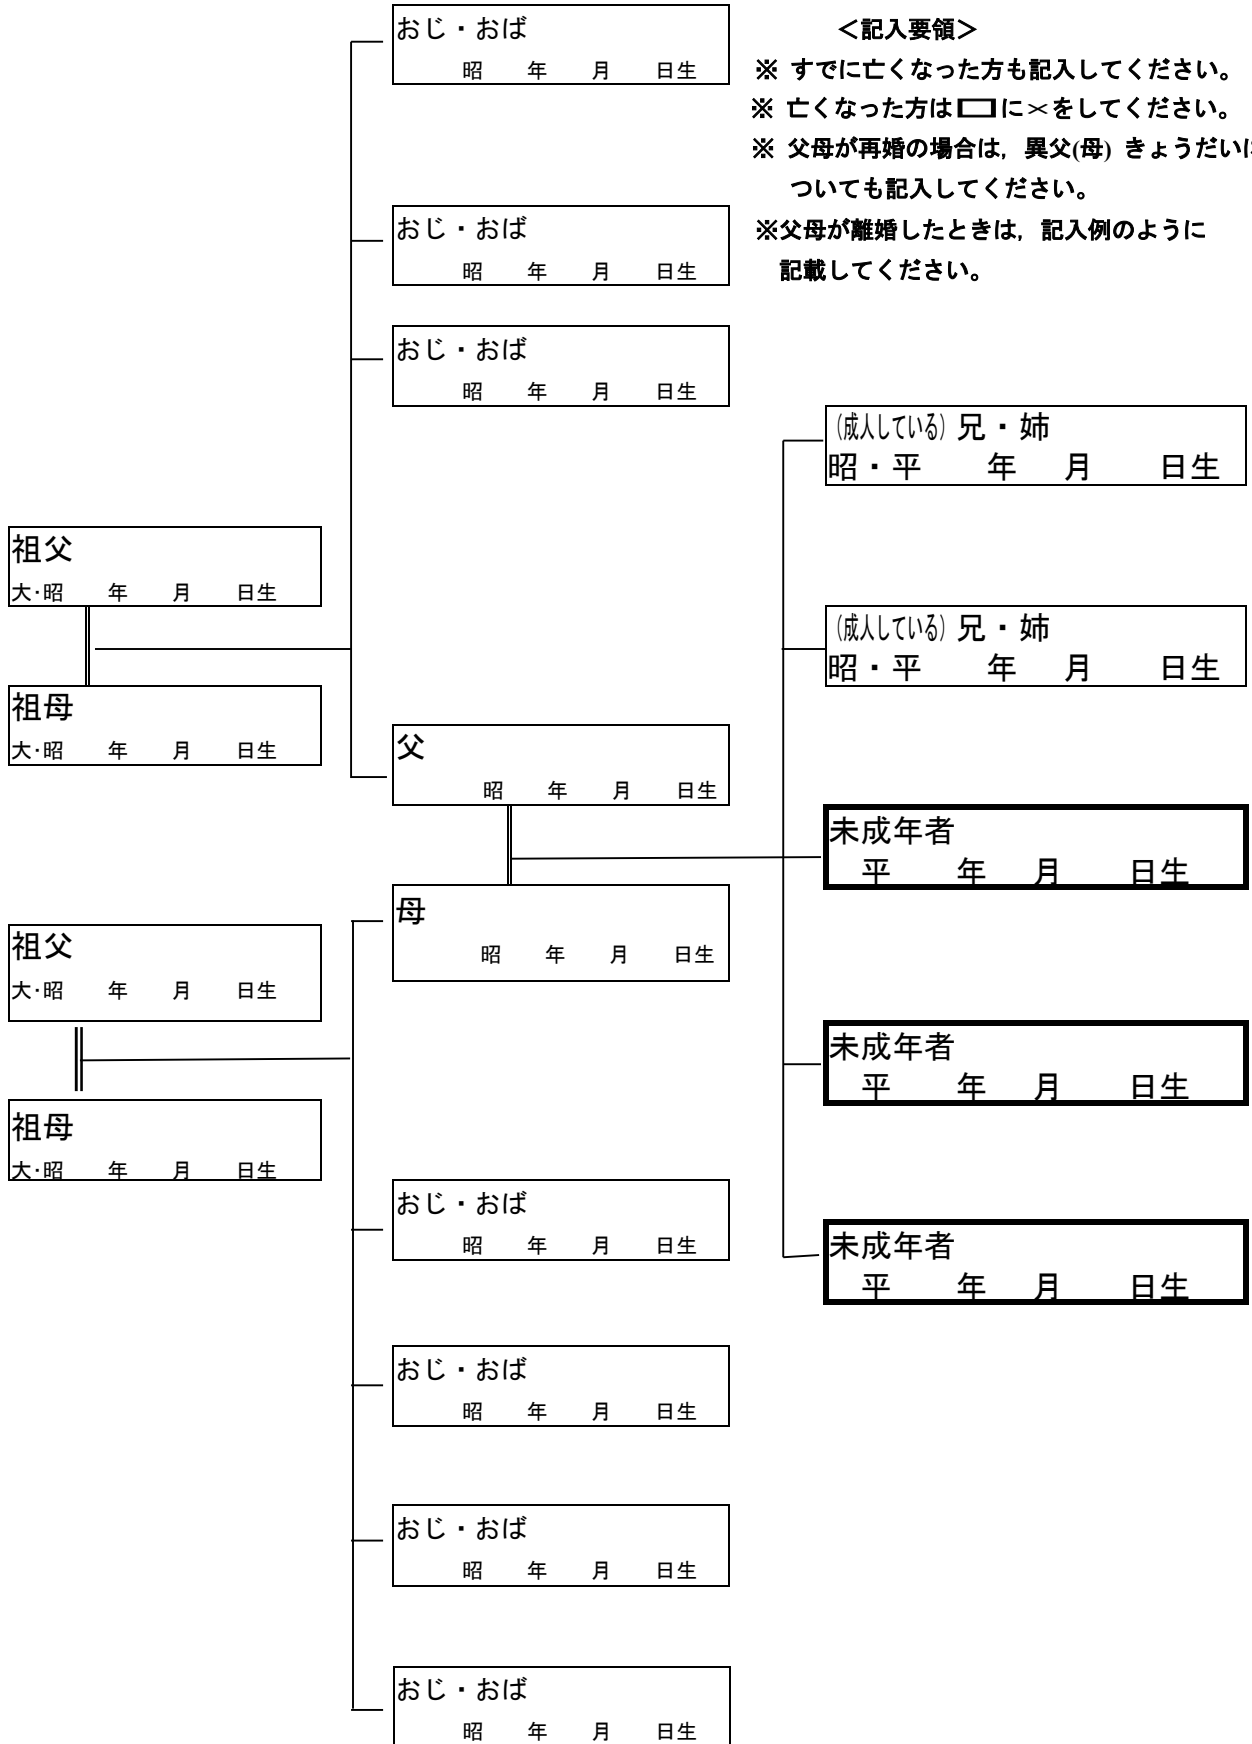 おじ・おば
昭 年 月 日生
＜記入要領＞
※ すでに亡くなった方も記入してください。
※ 亡くなった方は□に×をしてください。
※ 父母が再婚の場合は，異父(母) きょうだいに
ついても記入してください。
※父母が離婚したときは，記入例のように
記載してください。
おじ・おば
昭 年 月 日生
おじ・おば
昭 年 月 日生
（成人している）兄・姉
昭・平 年 月 日生
祖父
大・昭 年 月 日生
（成人している）兄・姉
昭・平 年 月 日生
祖母
大・昭 年 月 日生
父
昭 年 月 日生
未成年者
平 年 月 日生
母
昭 年 月 日生
祖父
大・昭 年 月 日生
未成年者
平 年 月 日生
祖母
大・昭 年 月 日生
おじ・おば
昭 年 月 日生
未成年者
平 年 月 日生
おじ・おば
昭 年 月 日生
おじ・おば
昭 年 月 日生
おじ・おば
昭 年 月 日生